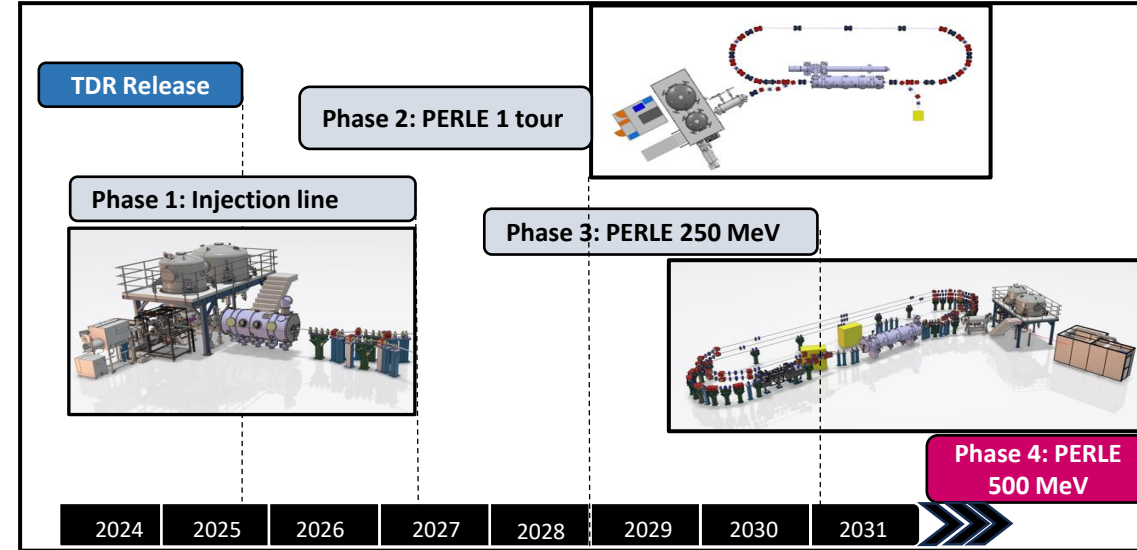 TDR Release
Phase 2: PERLE 1 tour
Phase 1: Injection line
Phase 3: PERLE 250 MeV
Phase 4: PERLE
500 MeV
2024 2025 2026 2027 2028 2029 2030 2031